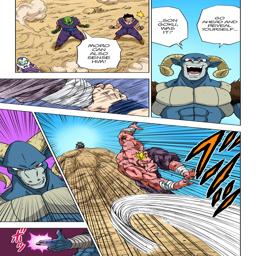 MORO
CAN ALSO
SENSE
HIM!
GO
AHEAD AND
REVEAL
YOURSELF...
...SON
GOKU,
WAS IT?